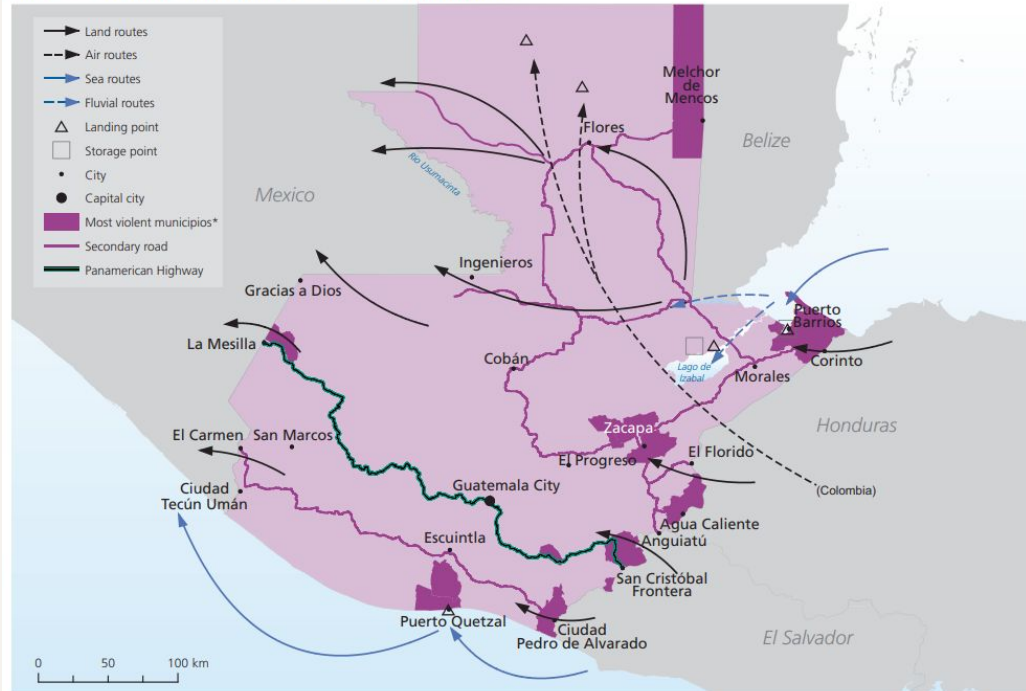 Land routes
Air routes
Sea routes
Fluvial routes
Landing point
Storage point
City
Capital city
Most violent municipios*
Secondary road
Panamerican Highway
Melchor
de
Mencos
Flores
Belize
Río Usumacinta
Mexico
Ingenieros
Gracias a Dios
Puerto
Barrios
La Mesilla
Cobán
Lago de
Izabal
Morales
Corinto
Honduras
Zacapa
El Carmen
San Marcos
El Progreso
El Florido
Guatemala City
(Colombia)
Ciudad
Tecún Umán
Agua Caliente
Anguiatú
Escuintla
San Cristóbal
Frontera
Puerto Quetzal
Ciudad
Pedro de Alvarado
El Salvador
0 50 100 km